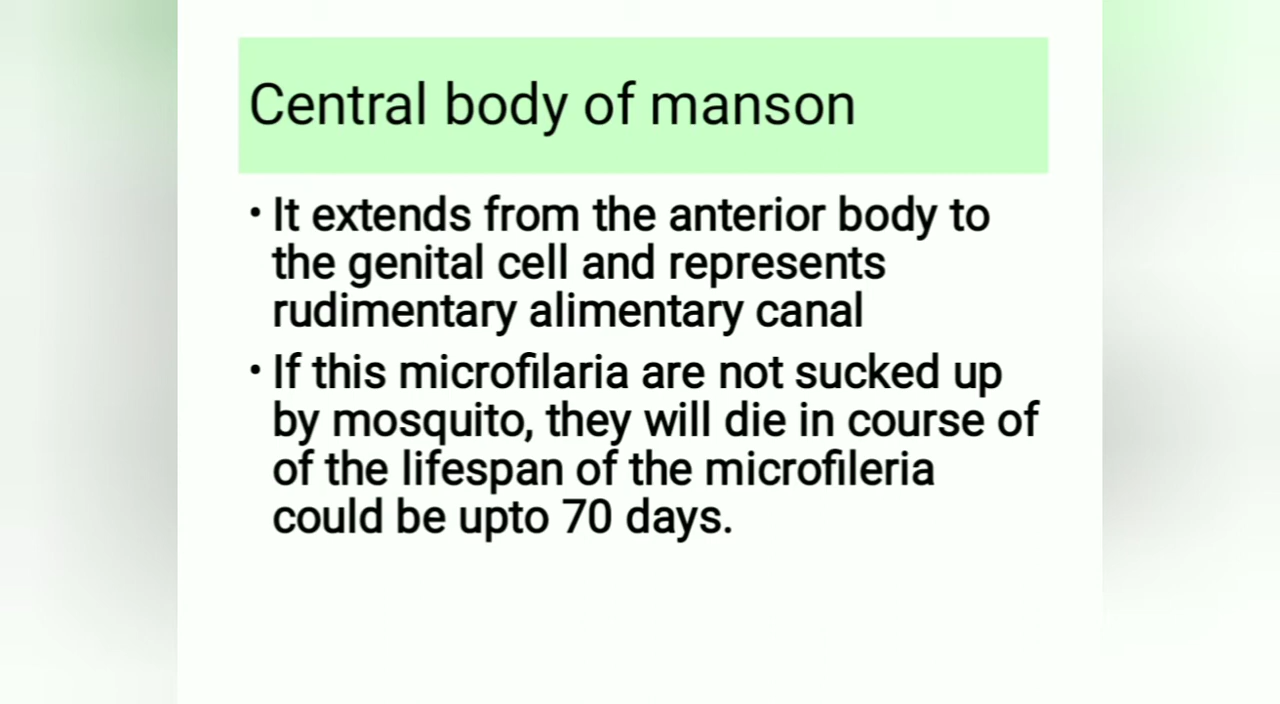 Central body of manson
• It extends from the anterior body to
the genital cell and represents
rudimentary alimentary canal
• If this microfilaria are not sucked up
by mosquito, they will die in course of
of the lifespan of the microfileria
could be upto 70 days.